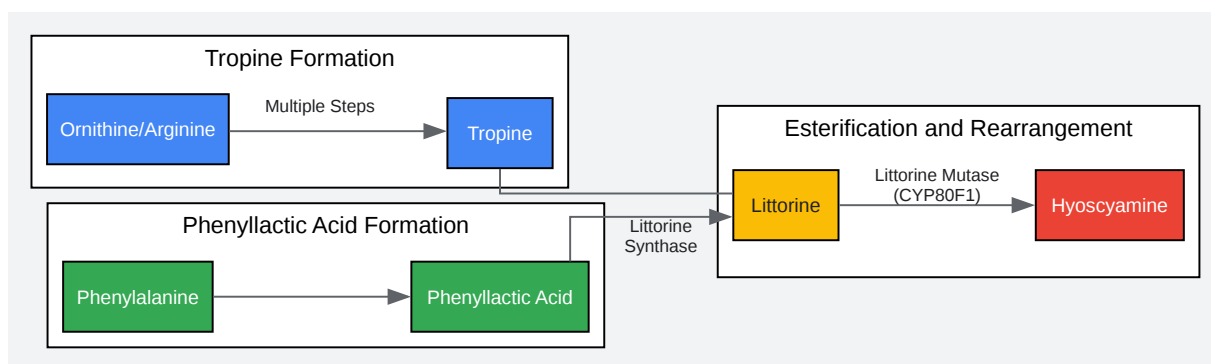 Tropine Formation
Ornithine/Arginine
Multiple Steps
Tropine
Phenyllactic Acid Formation
Phenylalanine
Phenyllactic Acid
Littorine
Synthase
Esterification and Rearrangement
Littorine
Littorine Mutase
(CYP80F1)
Hyoscyamine